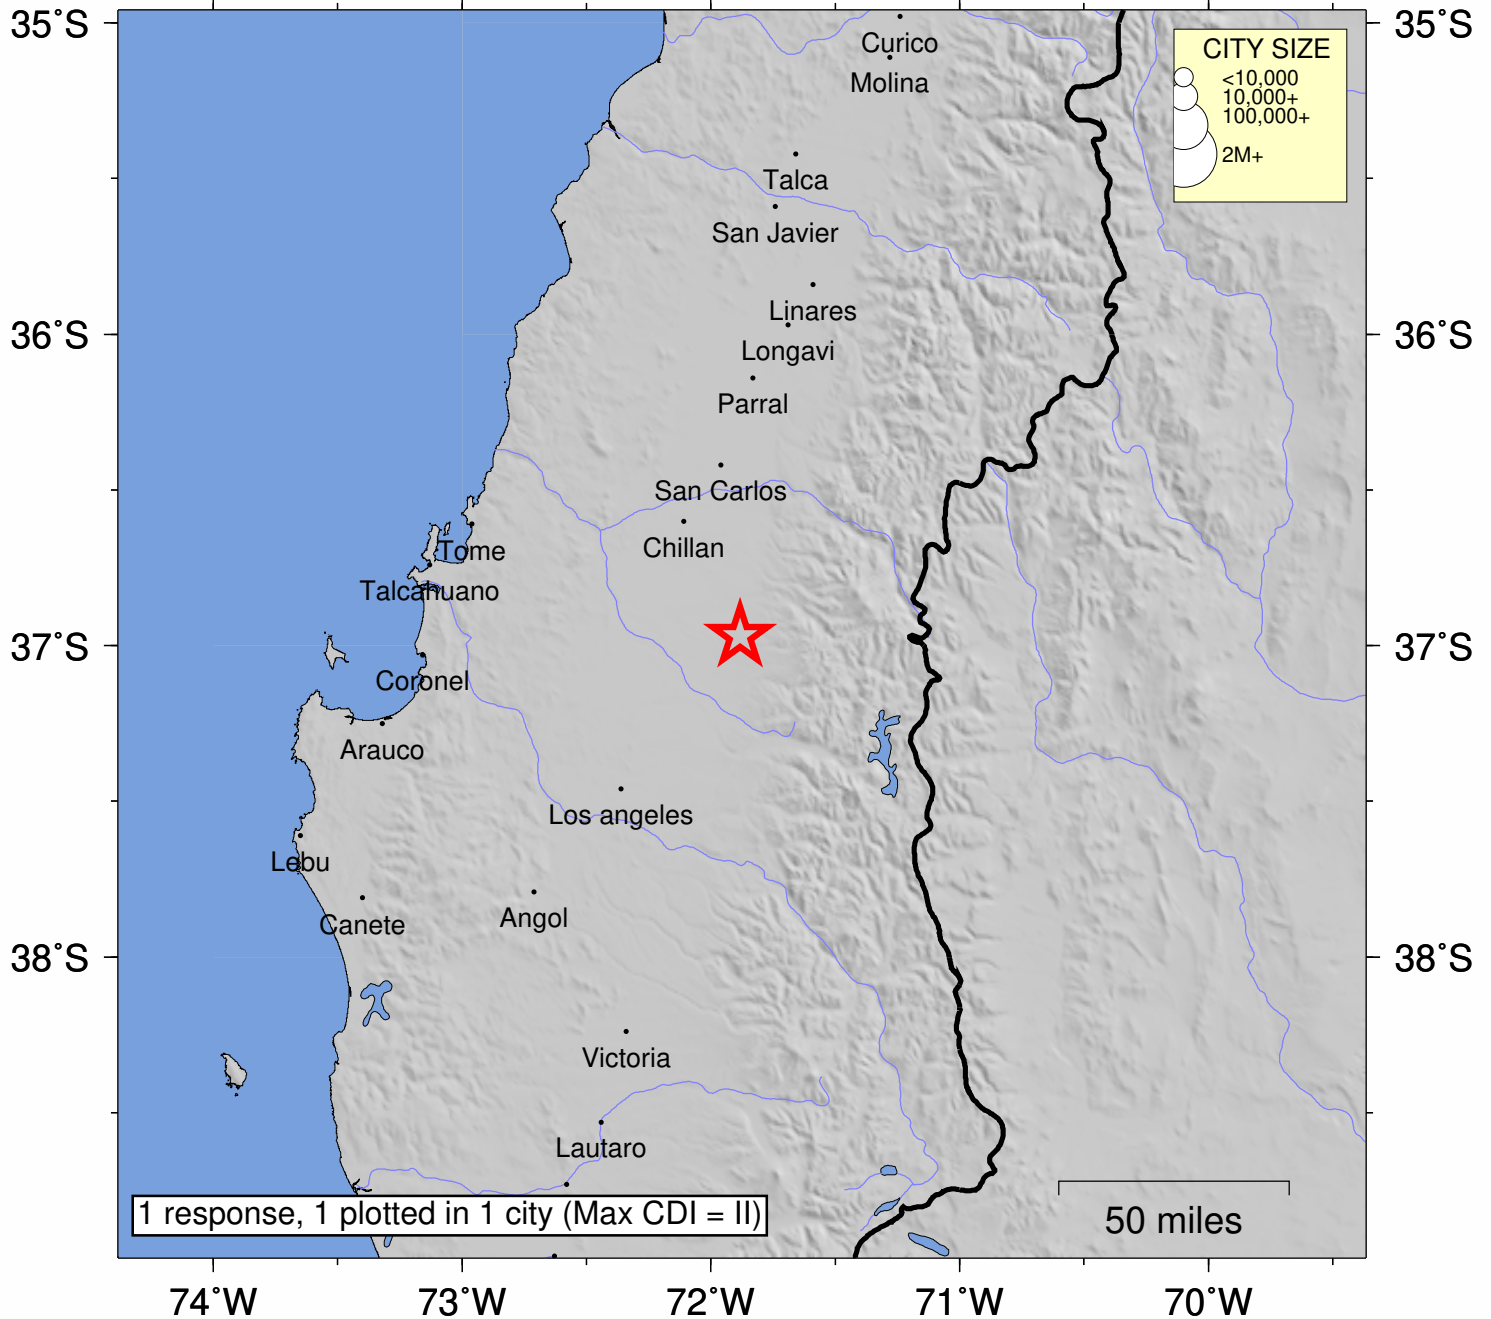 35°S
35°S
CITY SIZE
<10,000
10,000+
100,000+
2M+
Curico
Molina
Talca
San Javier
Linares
36°S
36°S
Longavi
Parral
San Carlos
Chillan
Tome
Talcahuano
37°S
37°S
Coronel
Arauco
Los angeles
Lebu
Canete
Angol
38°S
38°S
Victoria
Lautaro
1 response, 1 plotted in 1 city (Max CDI = II)
50 miles
74°W
73°W
72°W
71°W
70°W